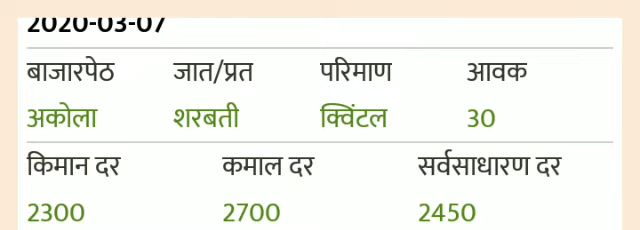 2020-03-07
बाजारपेठ जात/प्रत परिमाण आवक
अकोला शरबती क्विंटल 30
किमान दर कमाल दर सर्वसाधारण दर
2300 2700 2450